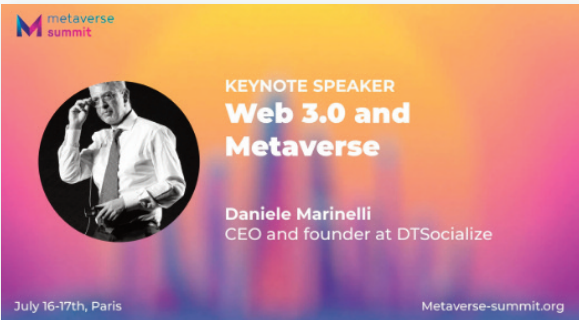 metaverse
summit
KEYNOTE SPEAKER
Web 3.0 and
Metaverse
Daniele Marinelli
CEO and founder at DTSocialize
July 16-17th, Paris
Metaverse-summit.org